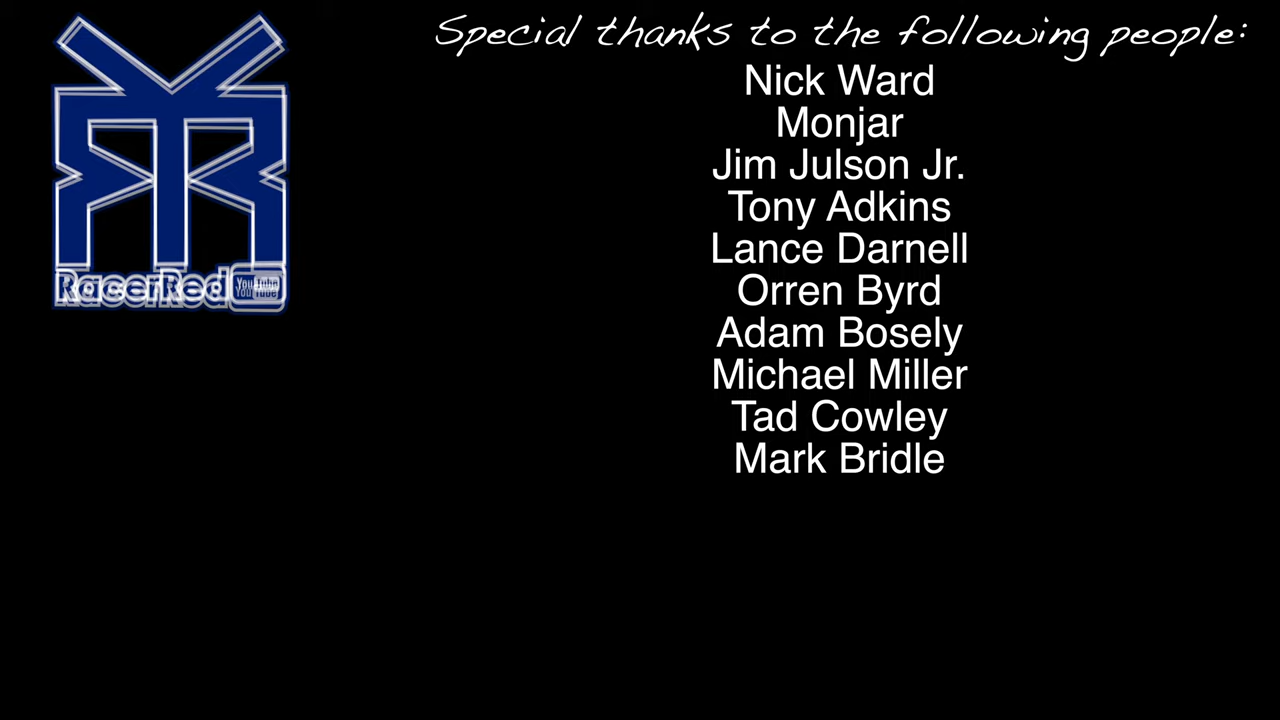 Special thanks to the following people:
Nick Ward
Monjar
Jim Julson Jr.
Tony Adkins
Lance Darnell
Orren Byrd
Adam Bosely
Michael Miller
Tad Cowley
Mark Bridle
RacerRed
YouTube